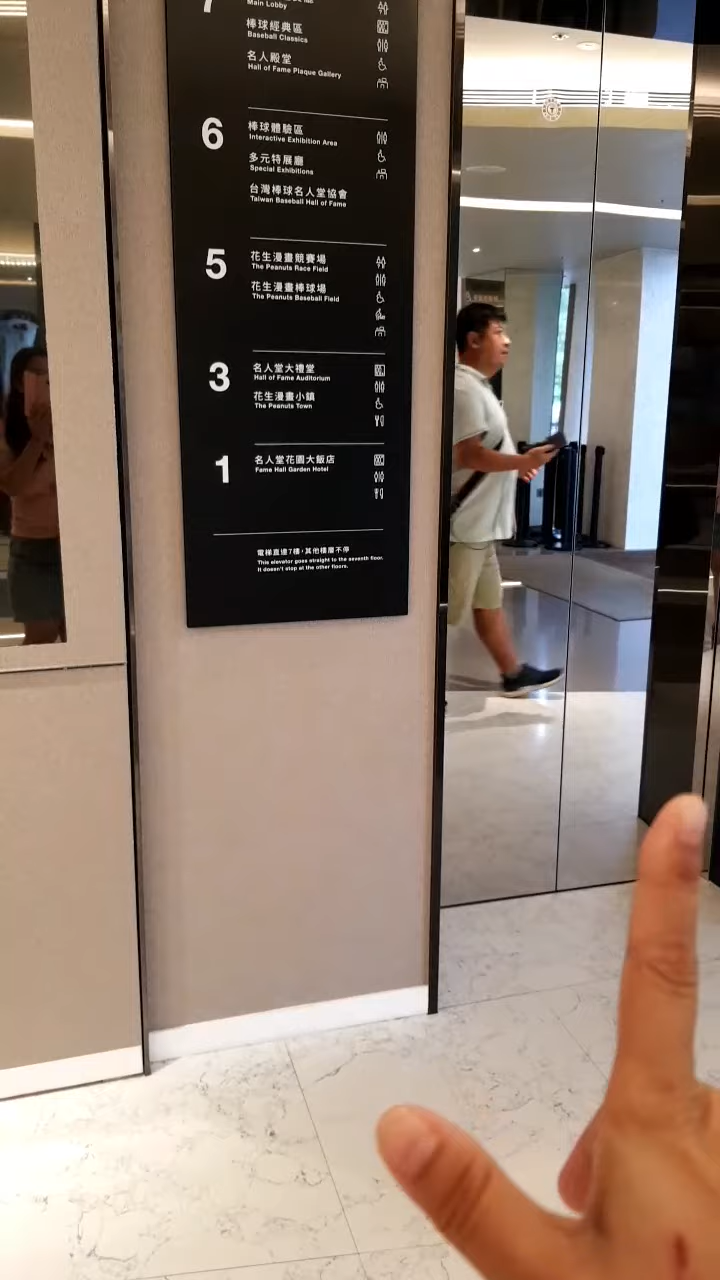 7
Main Lobby
棒球經典區
Baseball Classics
名人殿堂
Hall of Fame Plaque Gallery
6
棒球體驗區
Interactive Exhibition Area
多元特展廳
Special Exhibitions
台灣棒球名人堂協會
Taiwan Baseball Hall of Fame
5
花生漫畫競賽場
The Peanuts Race Field
花生漫畫棒球場
The Peanuts Baseball Field
3
名人堂大禮堂
Hall of Fame Auditorium
花生漫畫小鎮
The Peanuts Town
1
名人堂花園大飯店
Fame Hall Garden Hotel
電梯直達7樓，其他樓層不停
This elevator goes straight to the seventh floor.
It doesn't stop at the other floors.